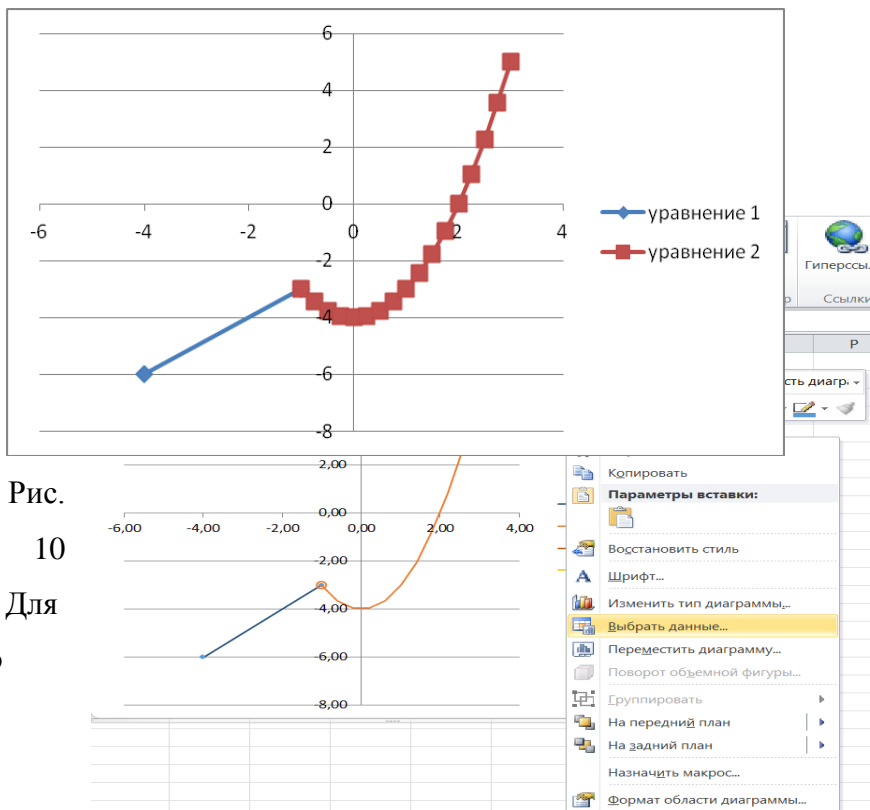 6
4
2
0
-6 -4 -2 0 2 4
-2
-4
-6
-8
уравнение 1
уравнение 2
Гиперссы
Ссылки
P
сть диагр.
Рис.
10
Для
2,00
0,00
-6,00 -4,00 -2,00 0,00 2,00 4,00
-2,00
-4,00
-6,00
-8,00
Копировать
Параметры вставки:
Восстановить стиль
А Шрифт...
Изменить тип диаграммы...
Выбрать данные...
Переместить диаграмму...
Поворот объемной фигуры...
Группировать
На передний план
На задний план
Назначить макрос...
Формат области диаграммы...